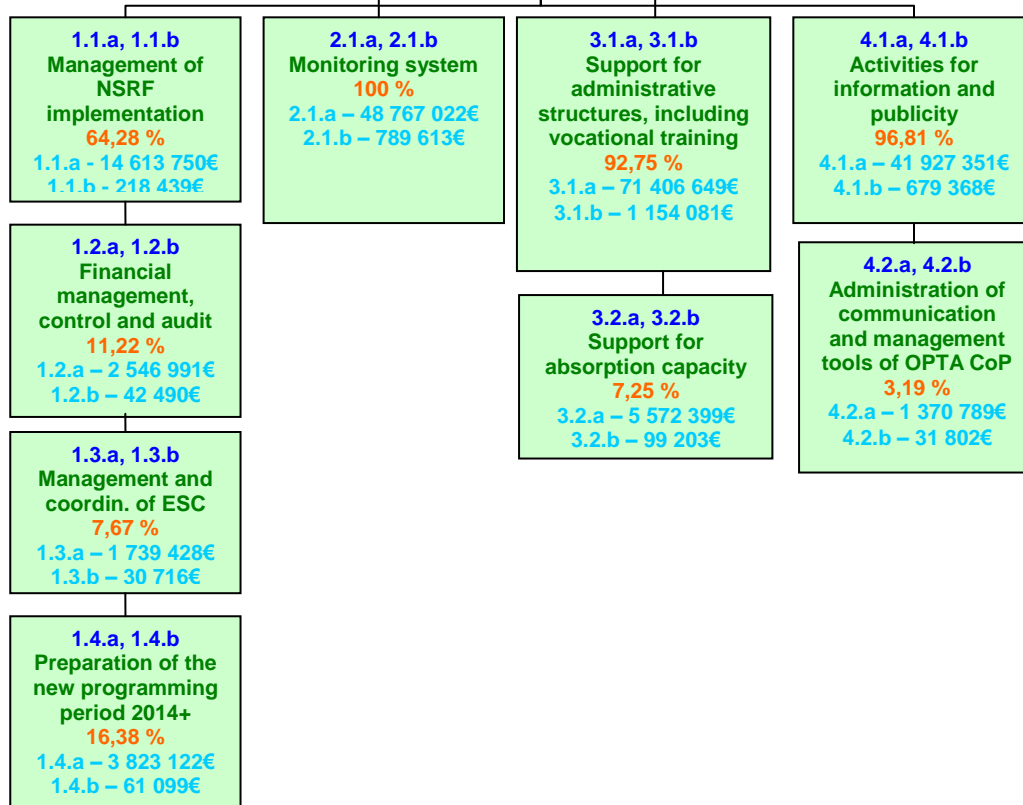 1.1.a, 1.1.b
Management of
NSRF
implementation
64,28 %
1.1.a - 14 613 750€
1.1.b - 218 439€
1.2.a, 1.2.b
Financial
management,
control and audit
11,22 %
1.2.a – 2 546 991€
1.2.b – 42 490€
1.3.a, 1.3.b
Management and
coordin. of ESC
7,67 %
1.3.a – 1 739 428€
1.3.b – 30 716€
1.4.a, 1.4.b
Preparation of the
new programming
period 2014+
16,38 %
1.4.a – 3 823 122€
1.4.b – 61 099€
2.1.a, 2.1.b
Monitoring system
100 %
2.1.a – 48 767 022€
2.1.b – 789 613€
3.1.a, 3.1.b
Support for
administrative
structures, including
vocational training
92,75 %
3.1.a – 71 406 649€
3.1.b – 1 154 081€
3.2.a, 3.2.b
Support for
absorption capacity
7,25 %
3.2.a – 5 572 399€
3.2.b – 99 203€
4.1.a, 4.1.b
Activities for
information and
publicity
96,81 %
4.1.a – 41 927 351€
4.1.b – 679 368€
4.2.a, 4.2.b
Administration of
communication
and management
tools of OPTA CoP
3,19 %
4.2.a – 1 370 789€
4.2.b – 31 802€